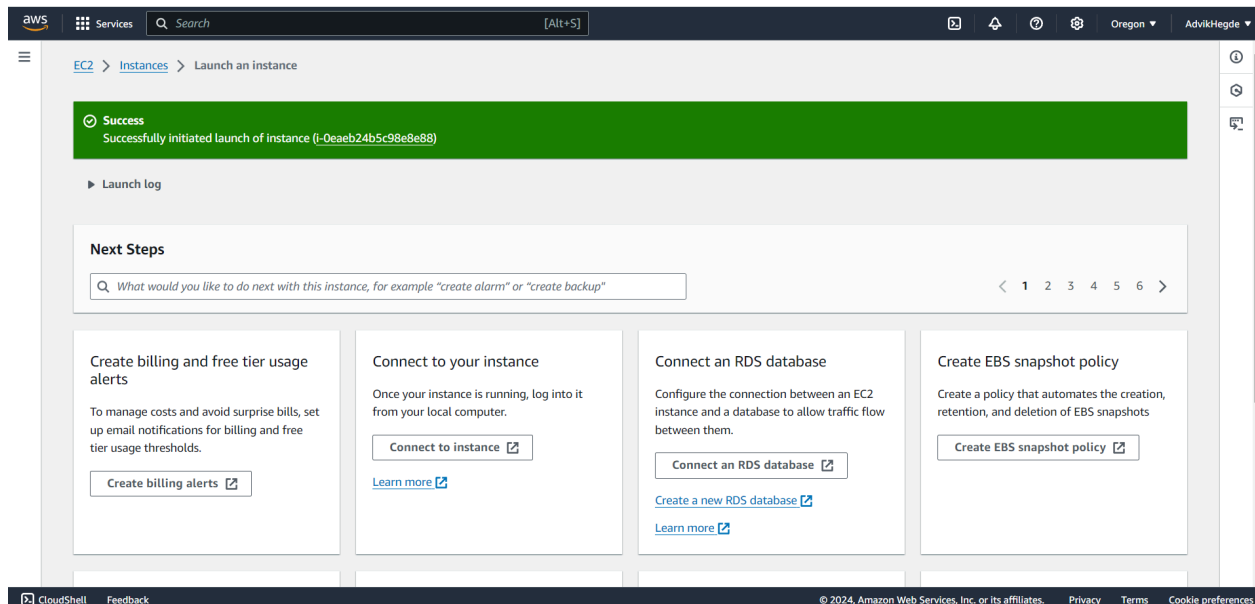 aws Services Search [Alt+S] Oregon ▼ AdvikHegde ▼
EC2 > Instances > Launch an instance
Success
Successfully initiated launch of instance (i-0eaeb24b5c98e8e88)
Launch log
Next Steps
What would you like to do next with this instance, for example “create alarm” or “create backup”
1 2 3 4 5 6
Create billing and free tier usage
alerts
To manage costs and avoid surprise bills, set
up email notifications for billing and free
tier usage thresholds.
Create billing alerts
Connect to your instance
Once your instance is running, log into it
from your local computer.
Connect to instance
Learn more
Connect an RDS database
Configure the connection between an EC2
instance and a database to allow traffic flow
between them.
Connect an RDS database
Create a new RDS database
Learn more
Create EBS snapshot policy
Create a policy that automates the creation,
retention, and deletion of EBS snapshots
Create EBS snapshot policy
CloudShell Feedback © 2024, Amazon Web Services, Inc. or its affiliates. Privacy Terms Cookie preferences